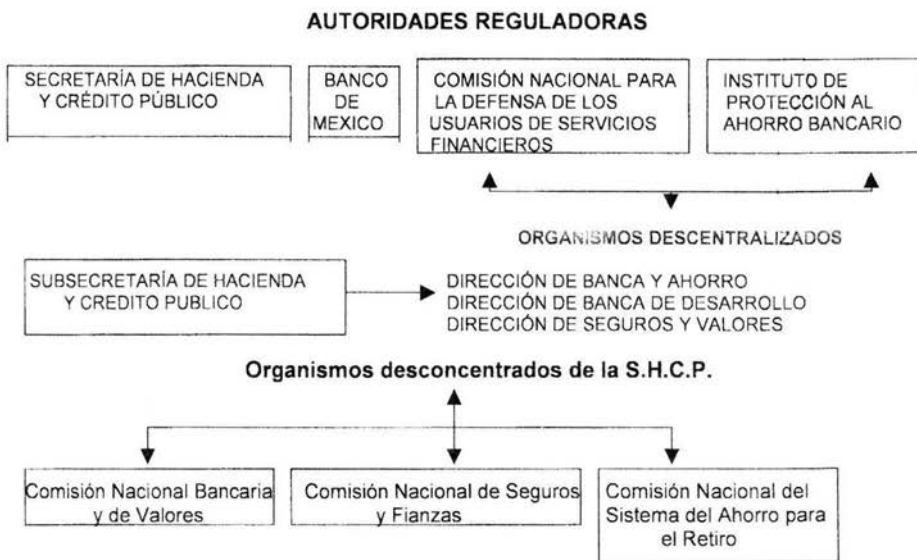 AUTORIDADES REGULADORAS
SECRETARÍA DE HACIENDA
Y CRÉDITO PÚBLICO
BANCO
DE
MEXICO
COMISIÓN NACIONAL PARA
LA DEFENSA DE LOS
USUARIOS DE SERVICIOS
FINANCIEROS
INSTITUTO DE
PROTECCIÓN AL
AHORRO BANCARIO
ORGANISMOS DESCENTRALIZADOS
SUBSECRETARÍA DE HACIENDA
Y CREDITO PUBLICO
DIRECCIÓN DE BANCA Y AHORRO
DIRECCIÓN DE BANCA DE DESARROLLO
DIRECCIÓN DE SEGUROS Y VALORES
Organismos desconcentrados de la S.H.C.P.
Comisión Nacional Bancaria
y de Valores
Comisión Nacional de Seguros
y Fianzas
Comisión Nacional del
Sistema del Ahorro para
el Retiro